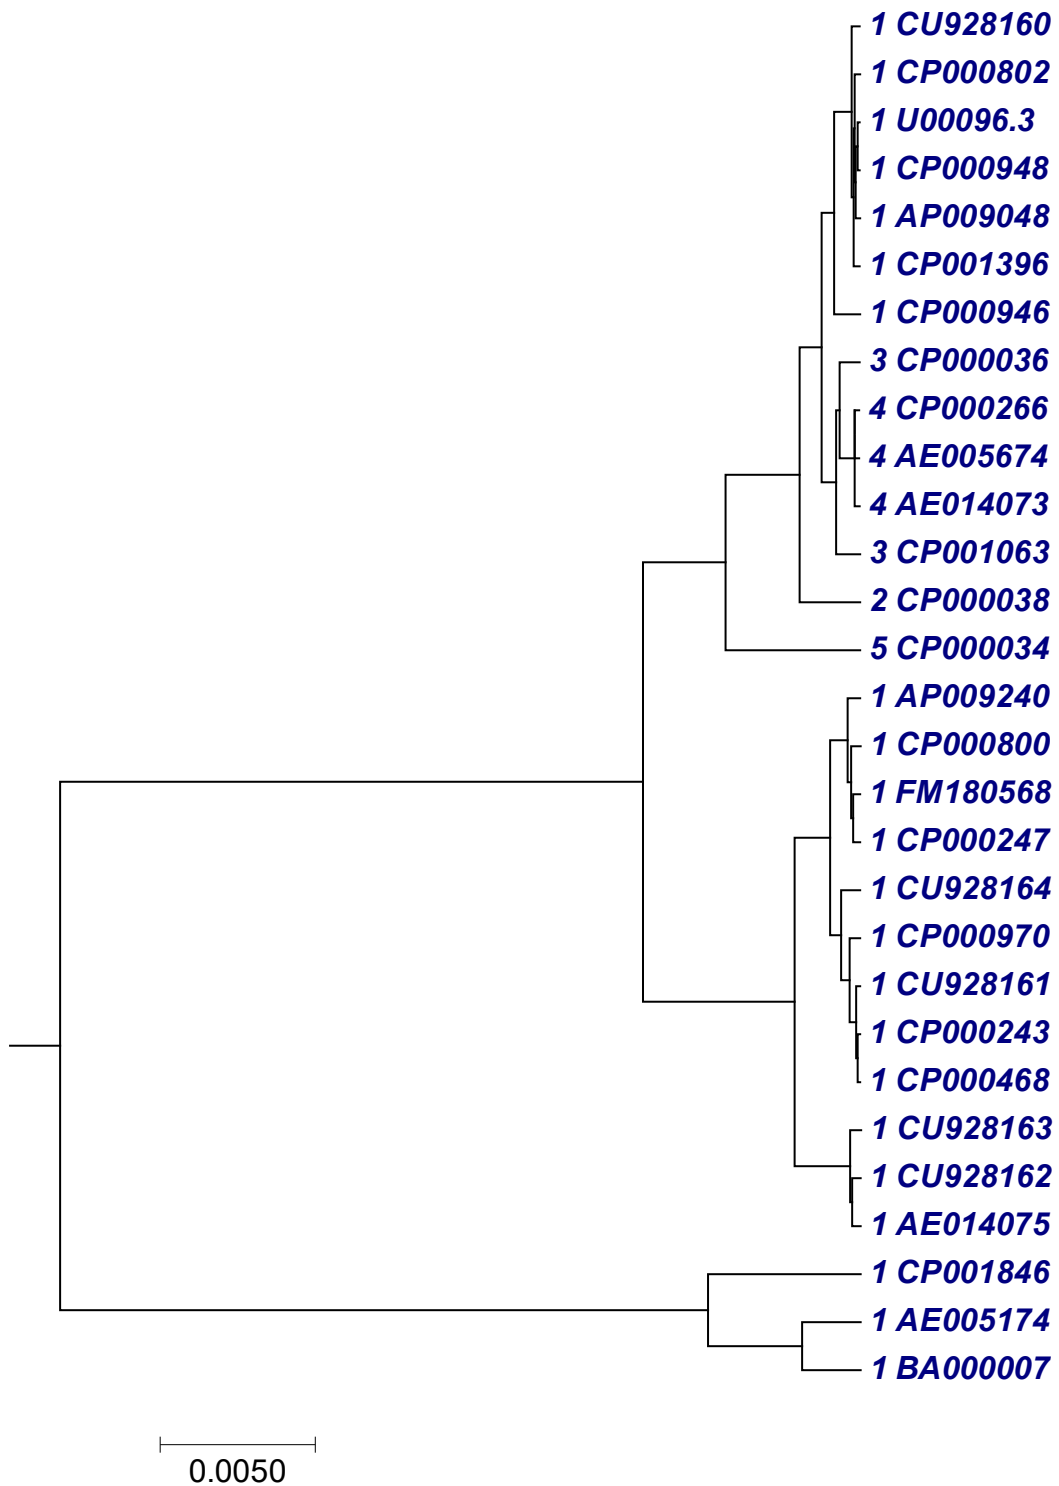 1 CU928160
1 CP000802
1 U00096.3
1 CP000948
1 AP009048
1 CP001396
1 CP000946
3 CP000036
4 CP000266
4 AE005674
4 AE014073
3 CP001063
2 CP000038
5 CP000034
1 AP009240
1 CP000800
1 FM180568
1 CP000247
1 CU928164
1 CP000970
1 CU928161
1 CP000243
1 CP000468
1 CU928163
1 CU928162
1 AE014075
1 CP001846
1 AE005174
1 BA000007
0.0050